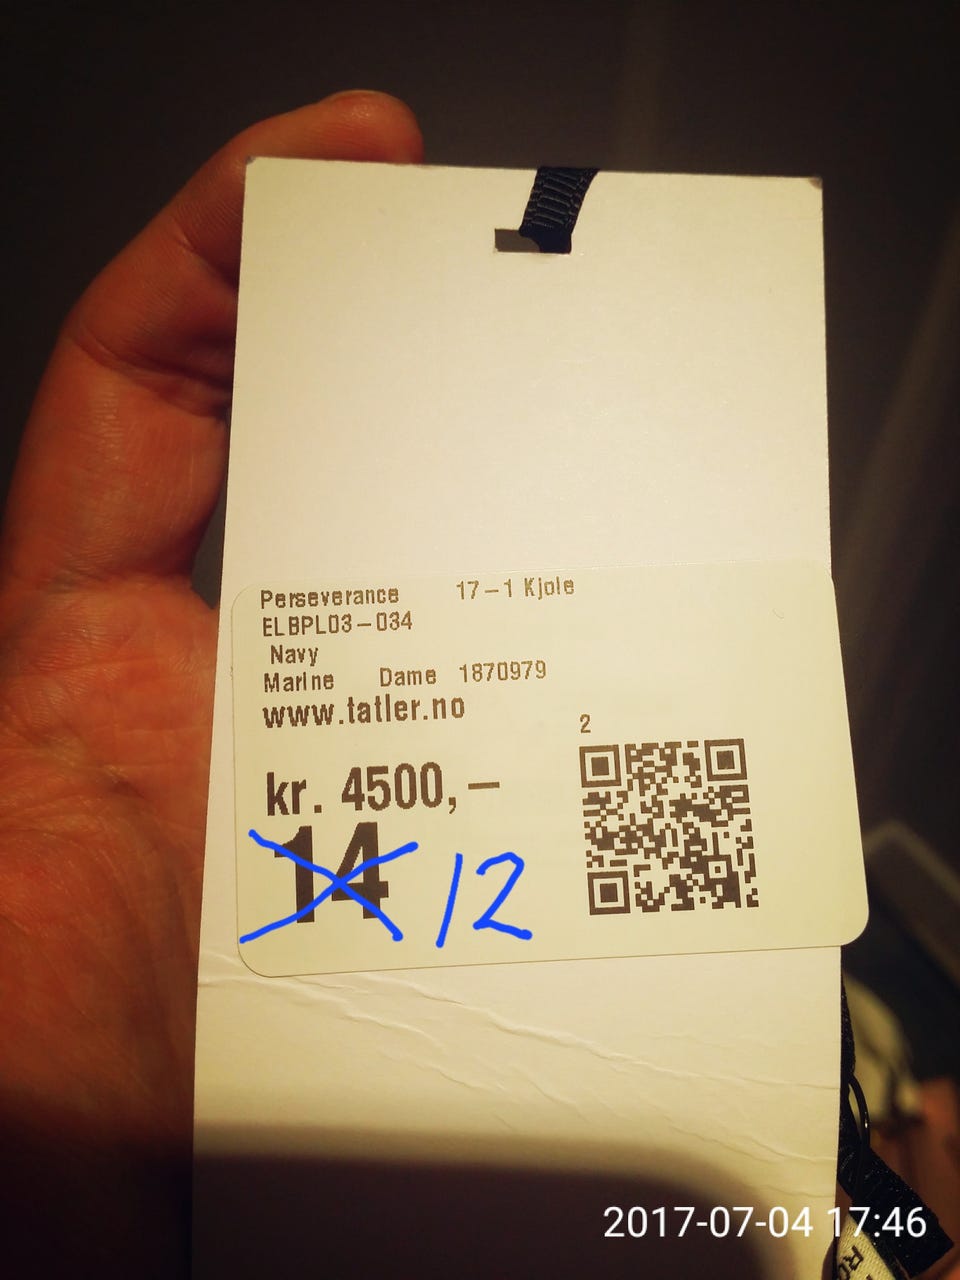 Perseverance 17-1 Kjole
ELBPL03-034
Navy
Marine Dame 1870979
www.tatler.no
2
kr. 4500,-
14 12
2017-07-04 17:46